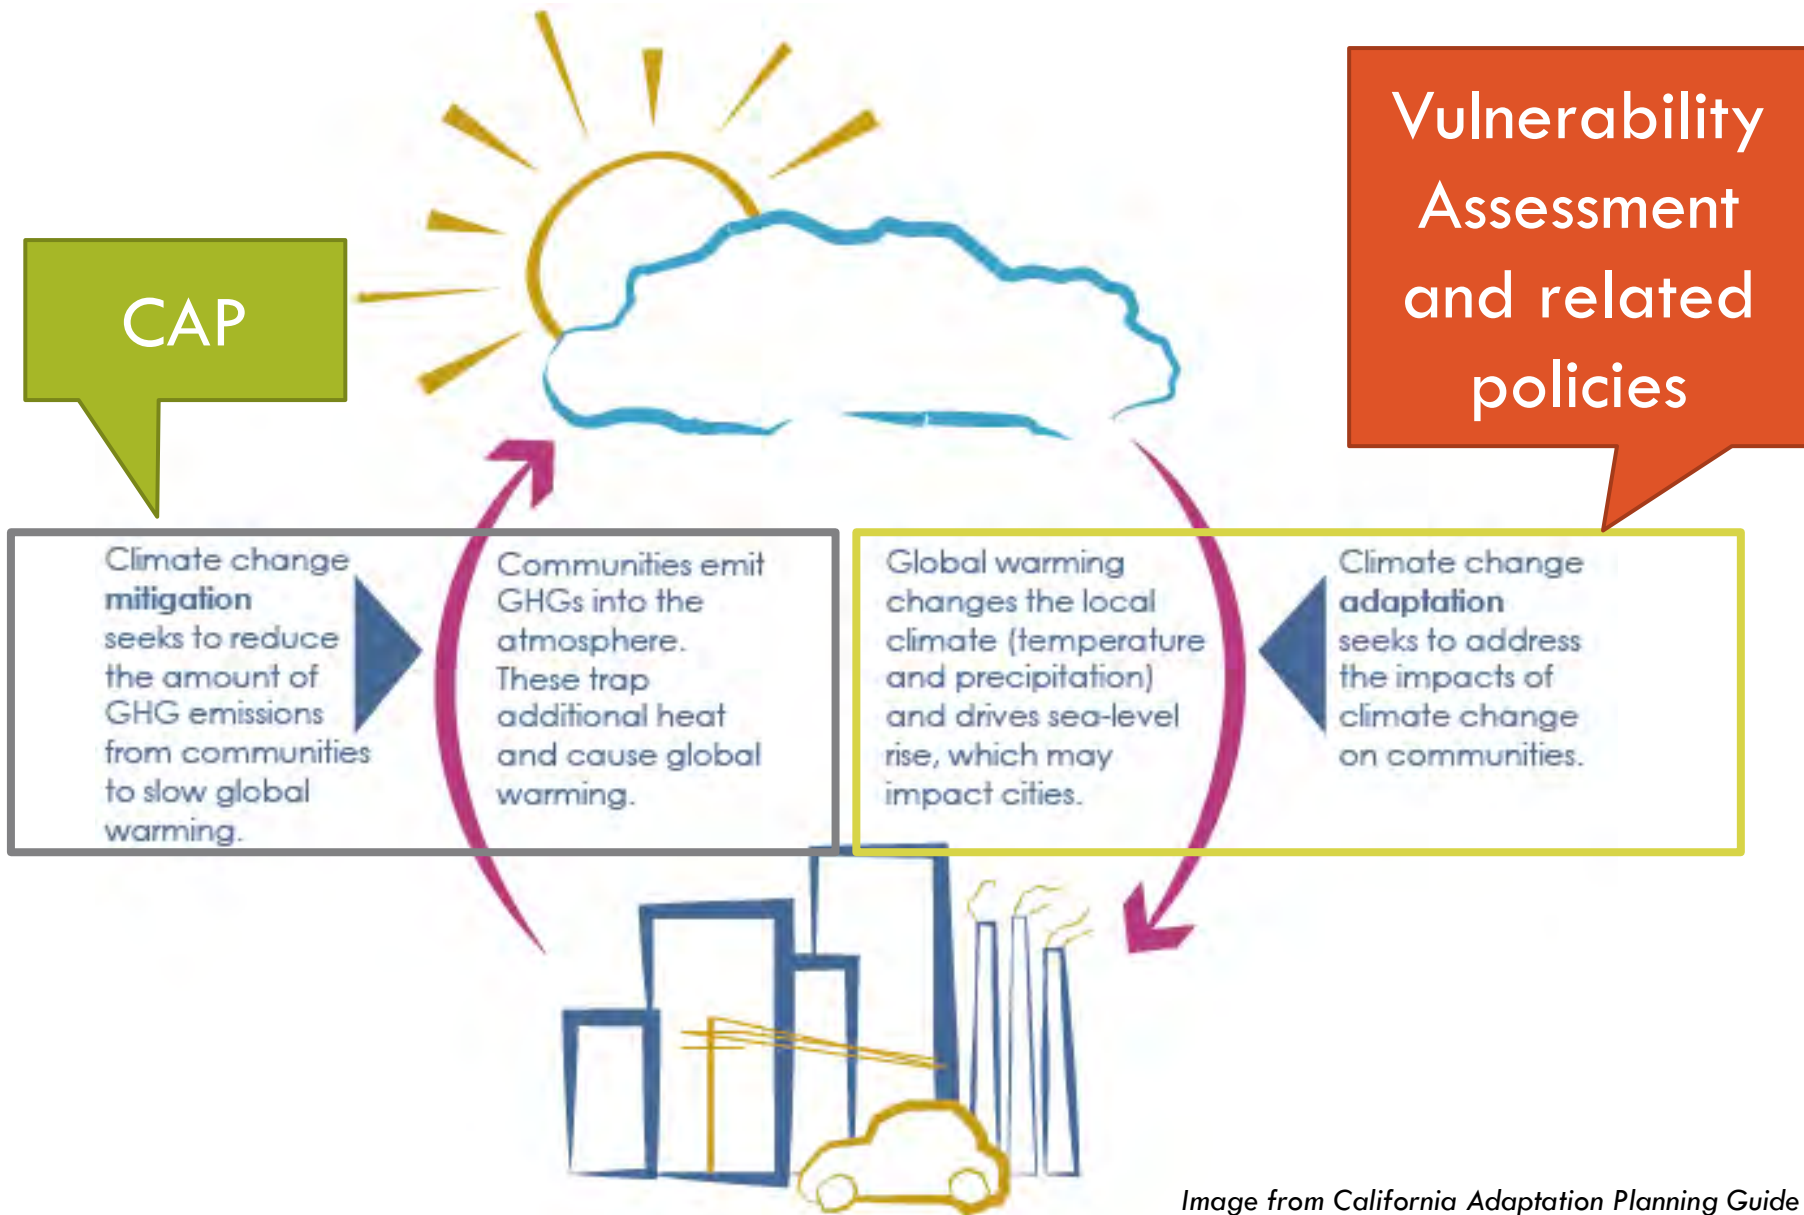 CAP
Vulnerability
Assessment
and related
policies
Climate change
mitigation
seeks to reduce
the amount of
GHG emissions
from communities
to slow global
warming.
Communities emit
GHGs into the
atmosphere.
These trap
additional heat
and cause global
warming.
Global warming
changes the local
climate (temperature
and precipitation)
and drives sea-level
rise, which may
impact cities.
Climate change
adaptation
seeks to address
the impacts of
climate change
on communities.
Image from California Adaptation Planning Guide